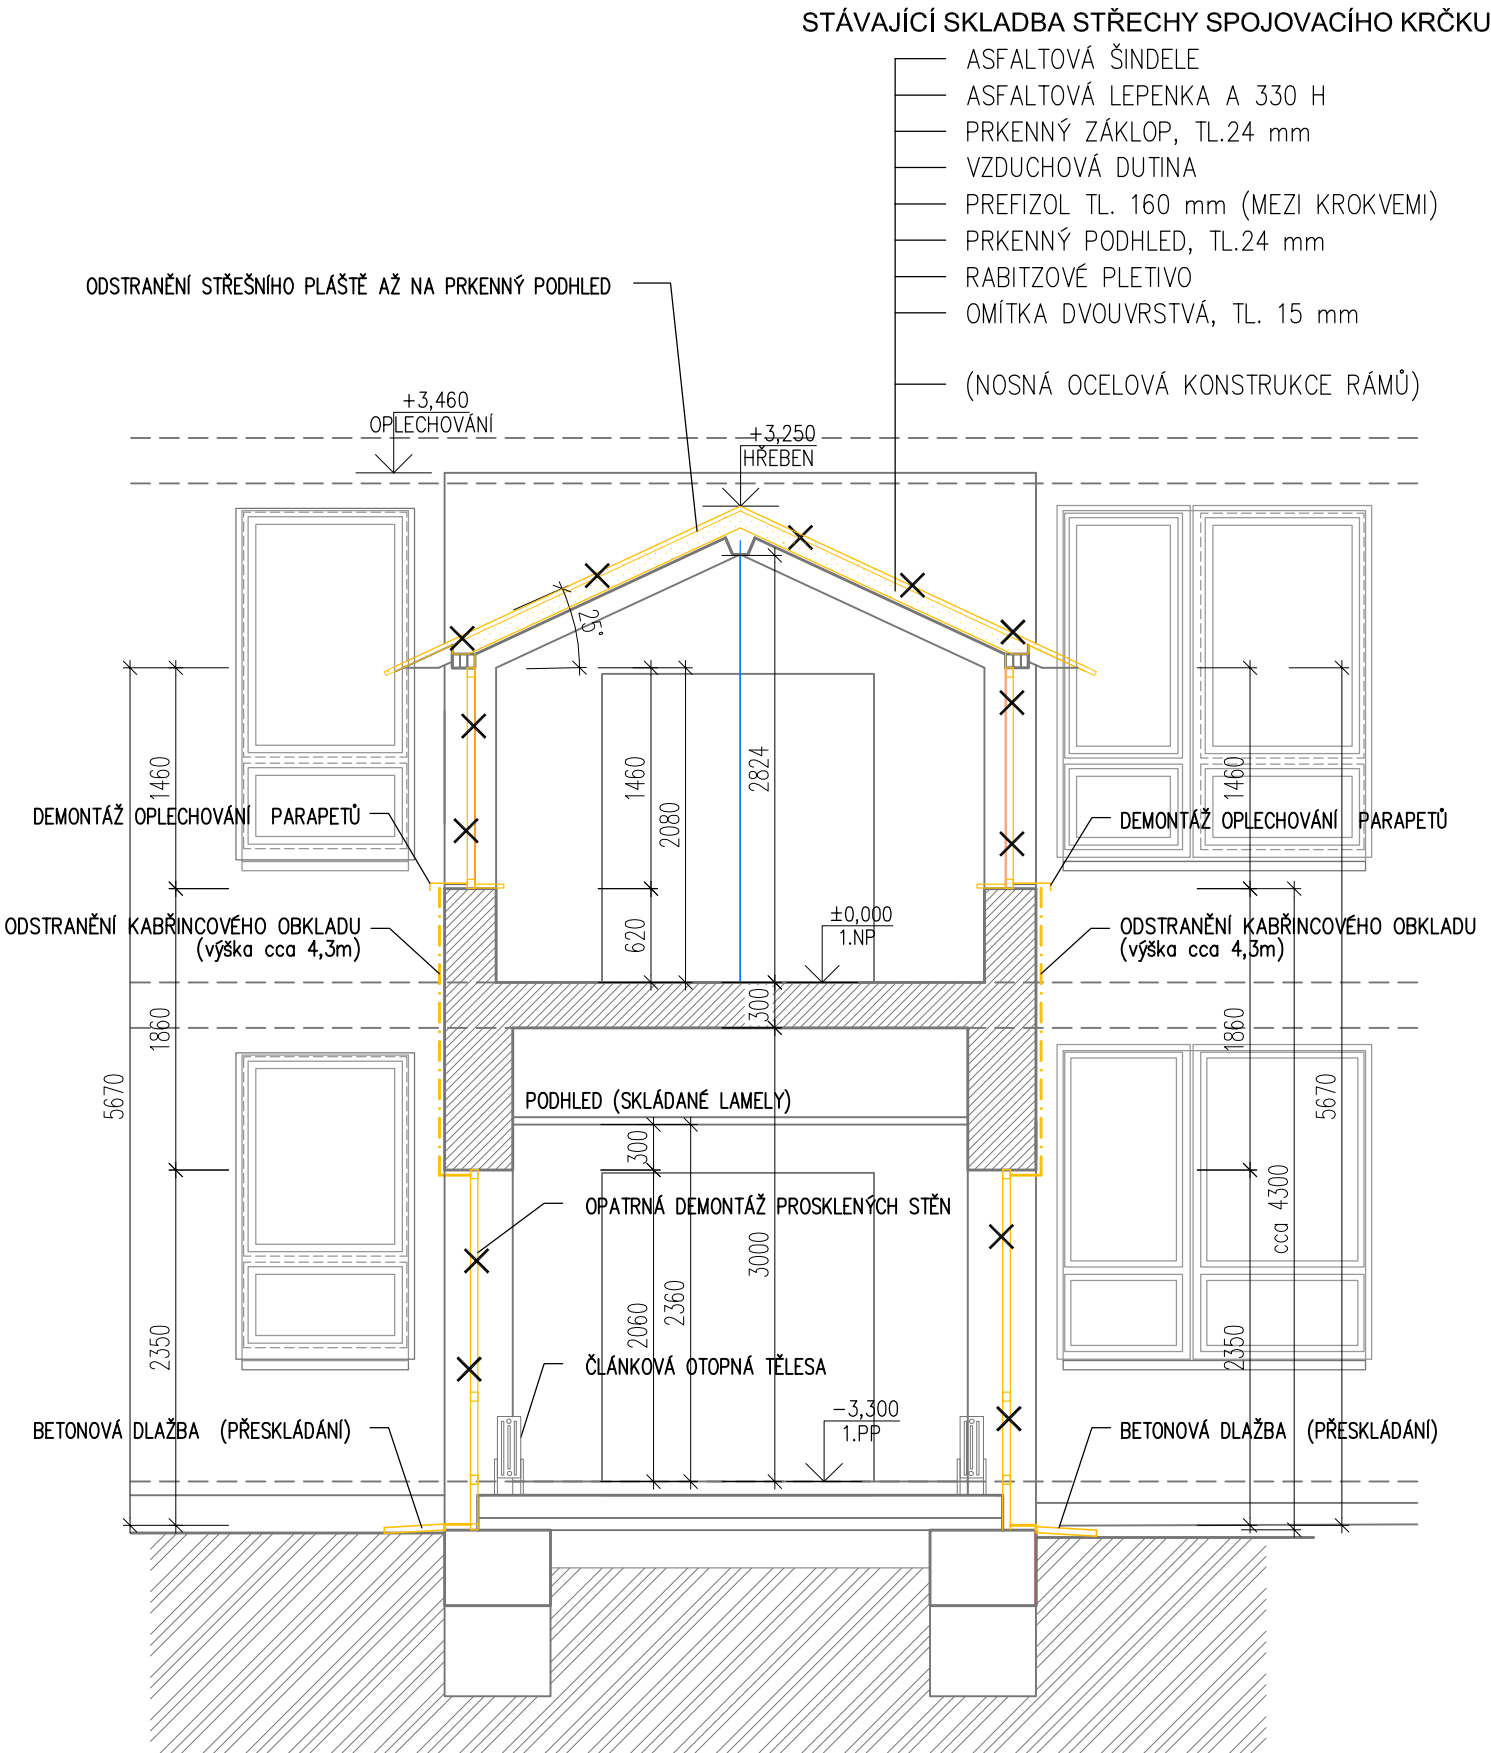 STÁVAJÍCÍ SKLADBA STŘECHY SPOJOVACÍHO KRČKU
ASFALTOVÁ ŠINDELE
ASFALTOVÁ LEPENKA A 330 H
PRKENNÝ ZÁKLOP, TL.24 mm
VZDUCHOVÁ DUTINA
PREFIZOL TL. 160 mm (MEZI KROKVEMI)
PRKENNÝ PODHLED, TL.24 mm
RABITZOVÉ PLETIVO
OMÍTKA DVOUVRSTVÁ, TL. 15 mm
(NOSNÁ OCELOVÁ KONSTRUKCE RÁMŮ)
ODSTRANĚNÍ STŘEŠNÍHO PLÁŠTĚ AŽ NA PRKENNÝ PODHLED
+3,460
OPLECHOVÁNÍ
+3,250
HŘEBEN
25°
1460
1460
2080
2824
1460
DEMONTÁŽ OPLECHOVÁNÍ PARAPETŮ
DEMONTÁŽ OPLECHOVÁNÍ PARAPETŮ
ODSTRANĚNÍ KABŘINCOVÉHO OBKLADU
(výška cca 4,3m)
620
±0,000
1.NP
ODSTRANĚNÍ KABŘINCOVÉHO OBKLADU
(výška cca 4,3m)
300
1860
1860
5670
5670
PODHLED (SKLÁDANÉ LAMELY)
300
cca 4300
OPATRNÁ DEMONTÁŽ PROSKLENÝCH STĚN
3000
2360
2060
2350
2350
ČLÁNKOVÁ OTOPNÁ TĚLESA
-3,300
1.PP
BETONOVÁ DLAŽBA (PŘESKLÁDÁNÍ)
BETONOVÁ DLAŽBA (PŘESKLÁDÁNÍ)